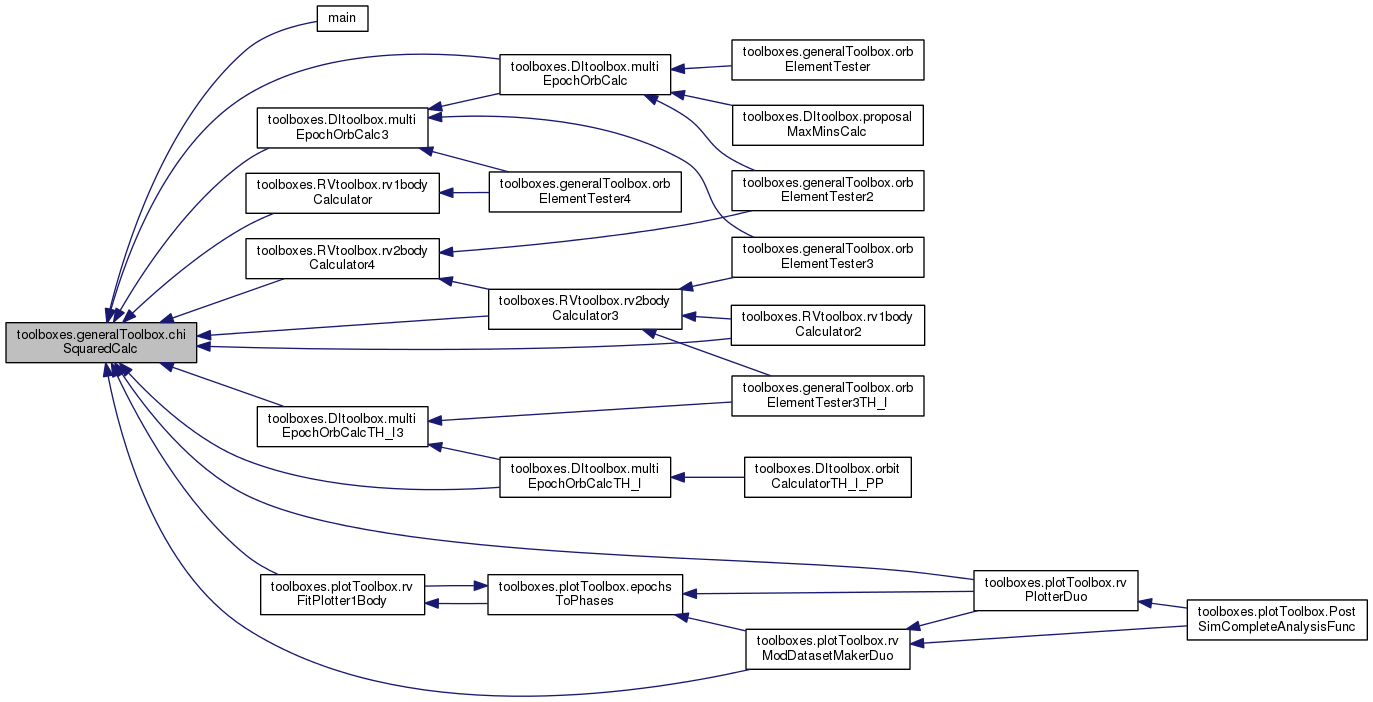 main
toolboxes.generalToolbox.orb
ElementTester
toolboxes.DItoolbox.multi
EpochOrbCalc
toolboxes.DItoolbox.proposal
MaxMinsCalc
toolboxes.DItoolbox.multi
EpochOrbCalc3
toolboxes.generalToolbox.orb
ElementTester4
toolboxes.generalToolbox.orb
ElementTester2
toolboxes.RVtoolbox.rv1body
Calculator
toolboxes.RVtoolbox.rv2body
Calculator4
toolboxes.generalToolbox.orb
ElementTester3
toolboxes.RVtoolbox.rv2body
Calculator3
toolboxes.RVtoolbox.rv1body
Calculator2
toolboxes.generalToolbox.chi
SquaredCalc
toolboxes.generalToolbox.orb
ElementTester3TH_I
toolboxes.DItoolbox.multi
EpochOrbCalcTH_I3
toolboxes.DItoolbox.multi
EpochOrbCalcTH_I
toolboxes.DItoolbox.orbit
CalculatorTH_I_PP
toolboxes.plotToolbox.rv
FitPlotter1Body
toolboxes.plotToolbox.epochs
ToPhases
toolboxes.plotToolbox.rv
PlotterDuo
toolboxes.plotToolbox.Post
SimCompleteAnalysisFunc
toolboxes.plotToolbox.rv
ModDatasetMakerDuo